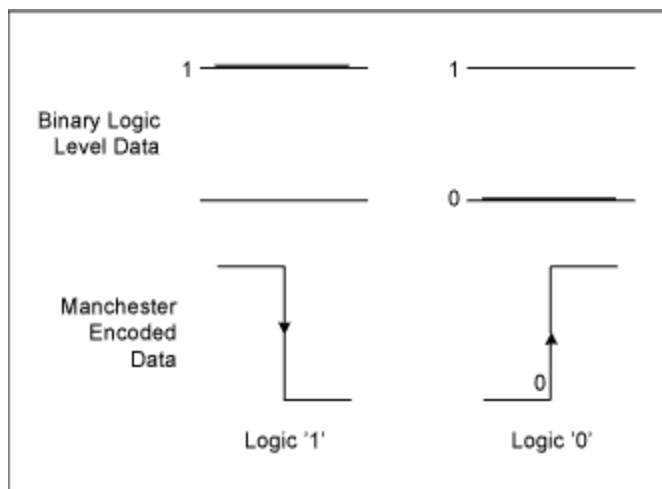 1
1
Binary Logic
Level Data
0
Manchester
Encoded
Data
0
Logic '1'
Logic '0'